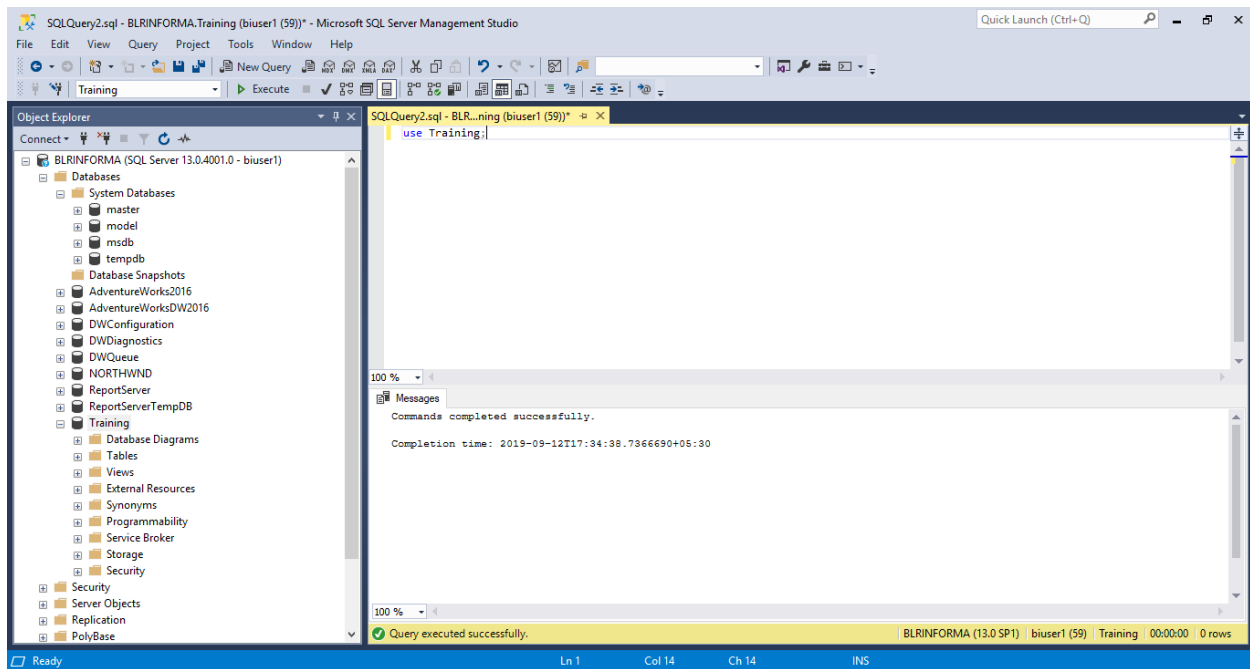 SQLQuery2.sql - BLRINFORMA.Training (biuser1 (59))* - Microsoft SQL Server Management Studio
Quick Launch (Ctrl+Q)
File Edit View Query Project Tools Window Help
New Query MDX DMX XMLA DAX
Training Execute
Object Explorer
SQLQuery2.sql - BLR...ning (biuser1 (59))*
Connect
use Training;
BLRINFORMA (SQL Server 13.0.4001.0 - biuser1)
Databases
System Databases
master
model
msdb
tempdb
Database Snapshots
AdventureWorks2016
AdventureWorksDW2016
DWConfiguration
DWDiagnostics
DWQueue
NORTHWND
ReportServer
ReportServerTempDB
Training
Database Diagrams
Tables
Views
External Resources
Synonyms
Programmability
Service Broker
Storage
Security
Security
Server Objects
Replication
PolyBase
100 %
Messages
Commands completed successfully.
Completion time: 2019-09-12T17:34:38.7366690+05:30
100 %
Query executed successfully.
BLRINFORMA (13.0 SP1) biuser1 (59) Training 00:00:00 0 rows
Ready Ln 1 Col 14 Ch 14 INS